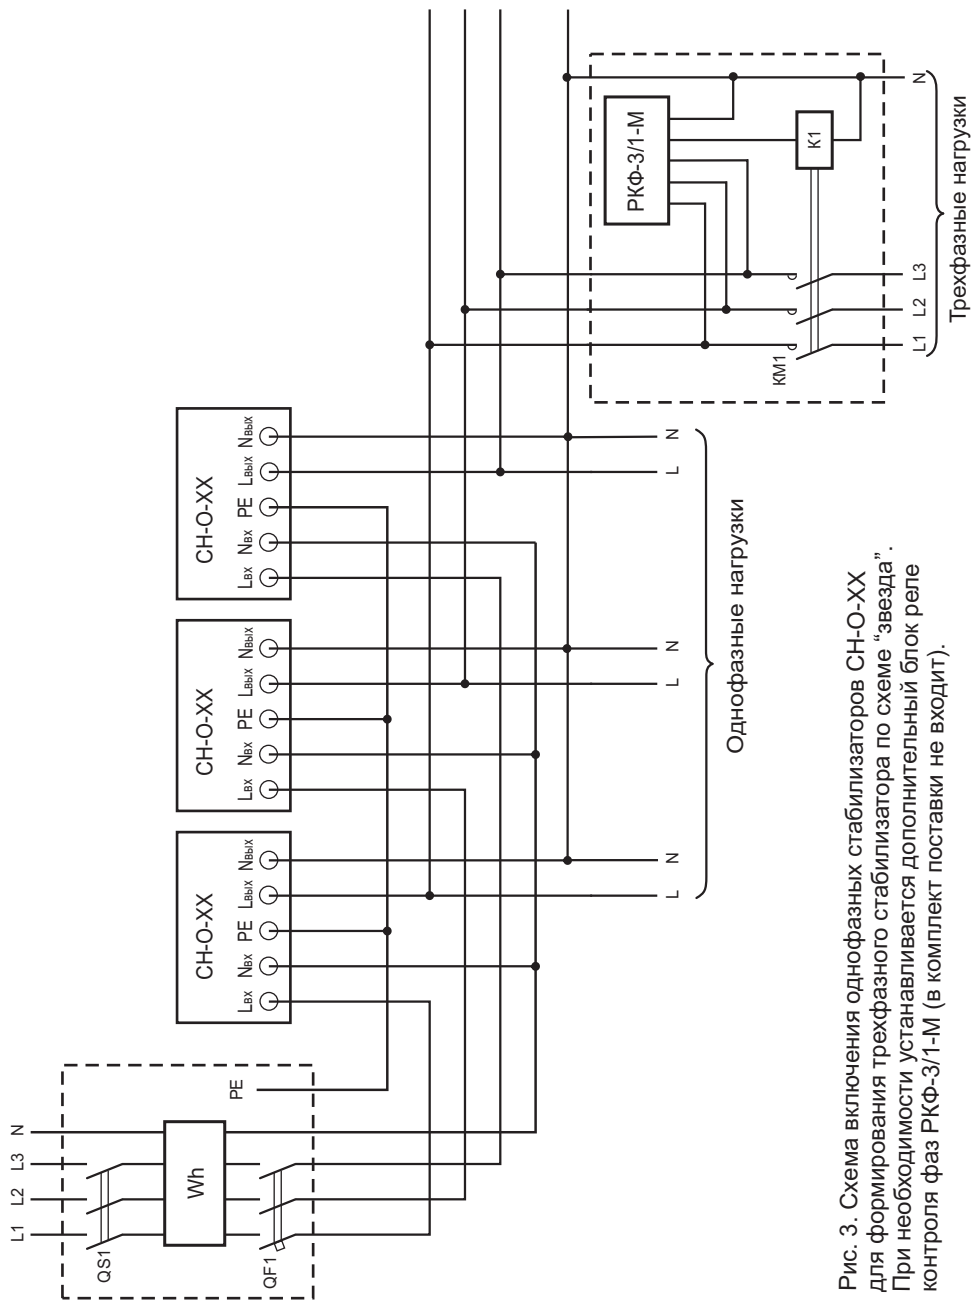 L1
L2
L3
N
QS1
Wh
QF1
PE
СН-О-ХХ
Lвх
Nвх
PE
Lвых
Nвых
СН-О-ХХ
Lвх
Nвх
PE
Lвых
Nвых
СН-О-ХХ
Lвх
Nвх
PE
Lвых
Nвых
L
N
L
N
L
N
Однофазные нагрузки
РКФ-3/1-М
К1
КМ1
L1
L2
L3
N
Трехфазные нагрузки
Рис. 3. Схема включения однофазных стабилизаторов СН-О-ХХ
для формирования трехфазного стабилизатора по схеме “звезда”.
При необходимости устанавливается дополнительный блок реле
контроля фаз РКФ-3/1-М (в комплект поставки не входит).